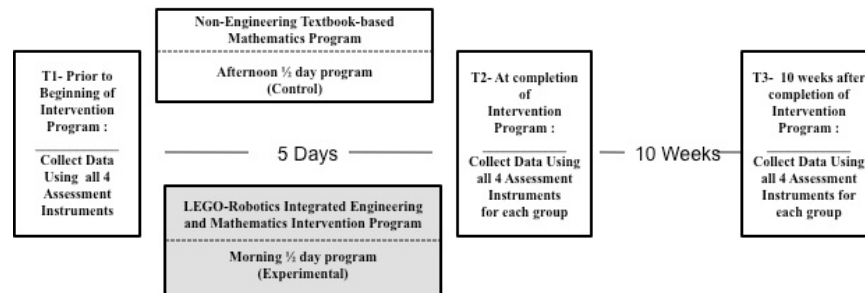 T1- Prior to
Beginning of
Intervention
Program :
Collect Data
Using all 4
Assessment
Instruments
Non-Engineering Textbook-based
Mathematics Program
Afternoon ½ day program
(Control)
5 Days
LEGO-Robotics Integrated Engineering
and Mathematics Intervention Program
Morning ½ day program
(Experimental)
T2- At completion
of
Intervention
Program :
Collect Data Using
all 4 Assessment
Instruments
for each group
10 Weeks
T3- 10 weeks after
completion of
Intervention
Program :
Collect Data Using
all 4 Assessment
Instruments for
each group